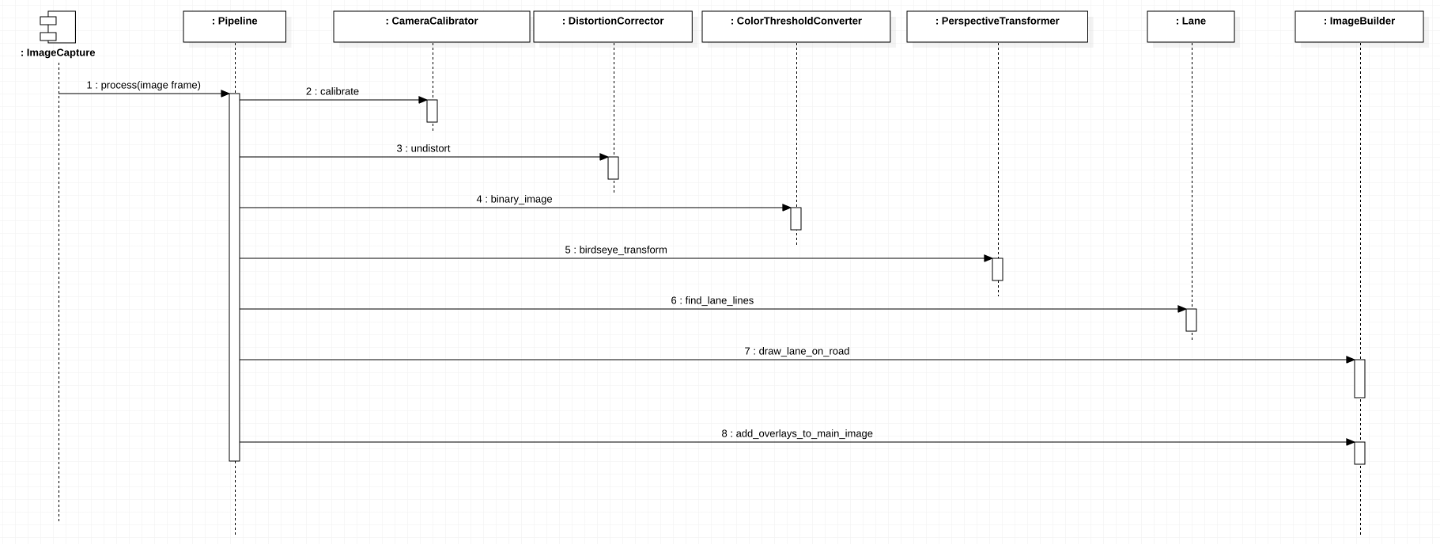 : ImageCapture
: Pipeline
: CameraCalibrator
: DistortionCorrector
: ColorThresholdConverter
: PerspectiveTransformer
: Lane
: ImageBuilder
1 : process(image frame)
2 : calibrate
3 : undistort
4 : binary_image
5 : birdseye_transform
6 : find_lane_lines
7 : draw_lane_on_road
8 : add_overlays_to_main_image